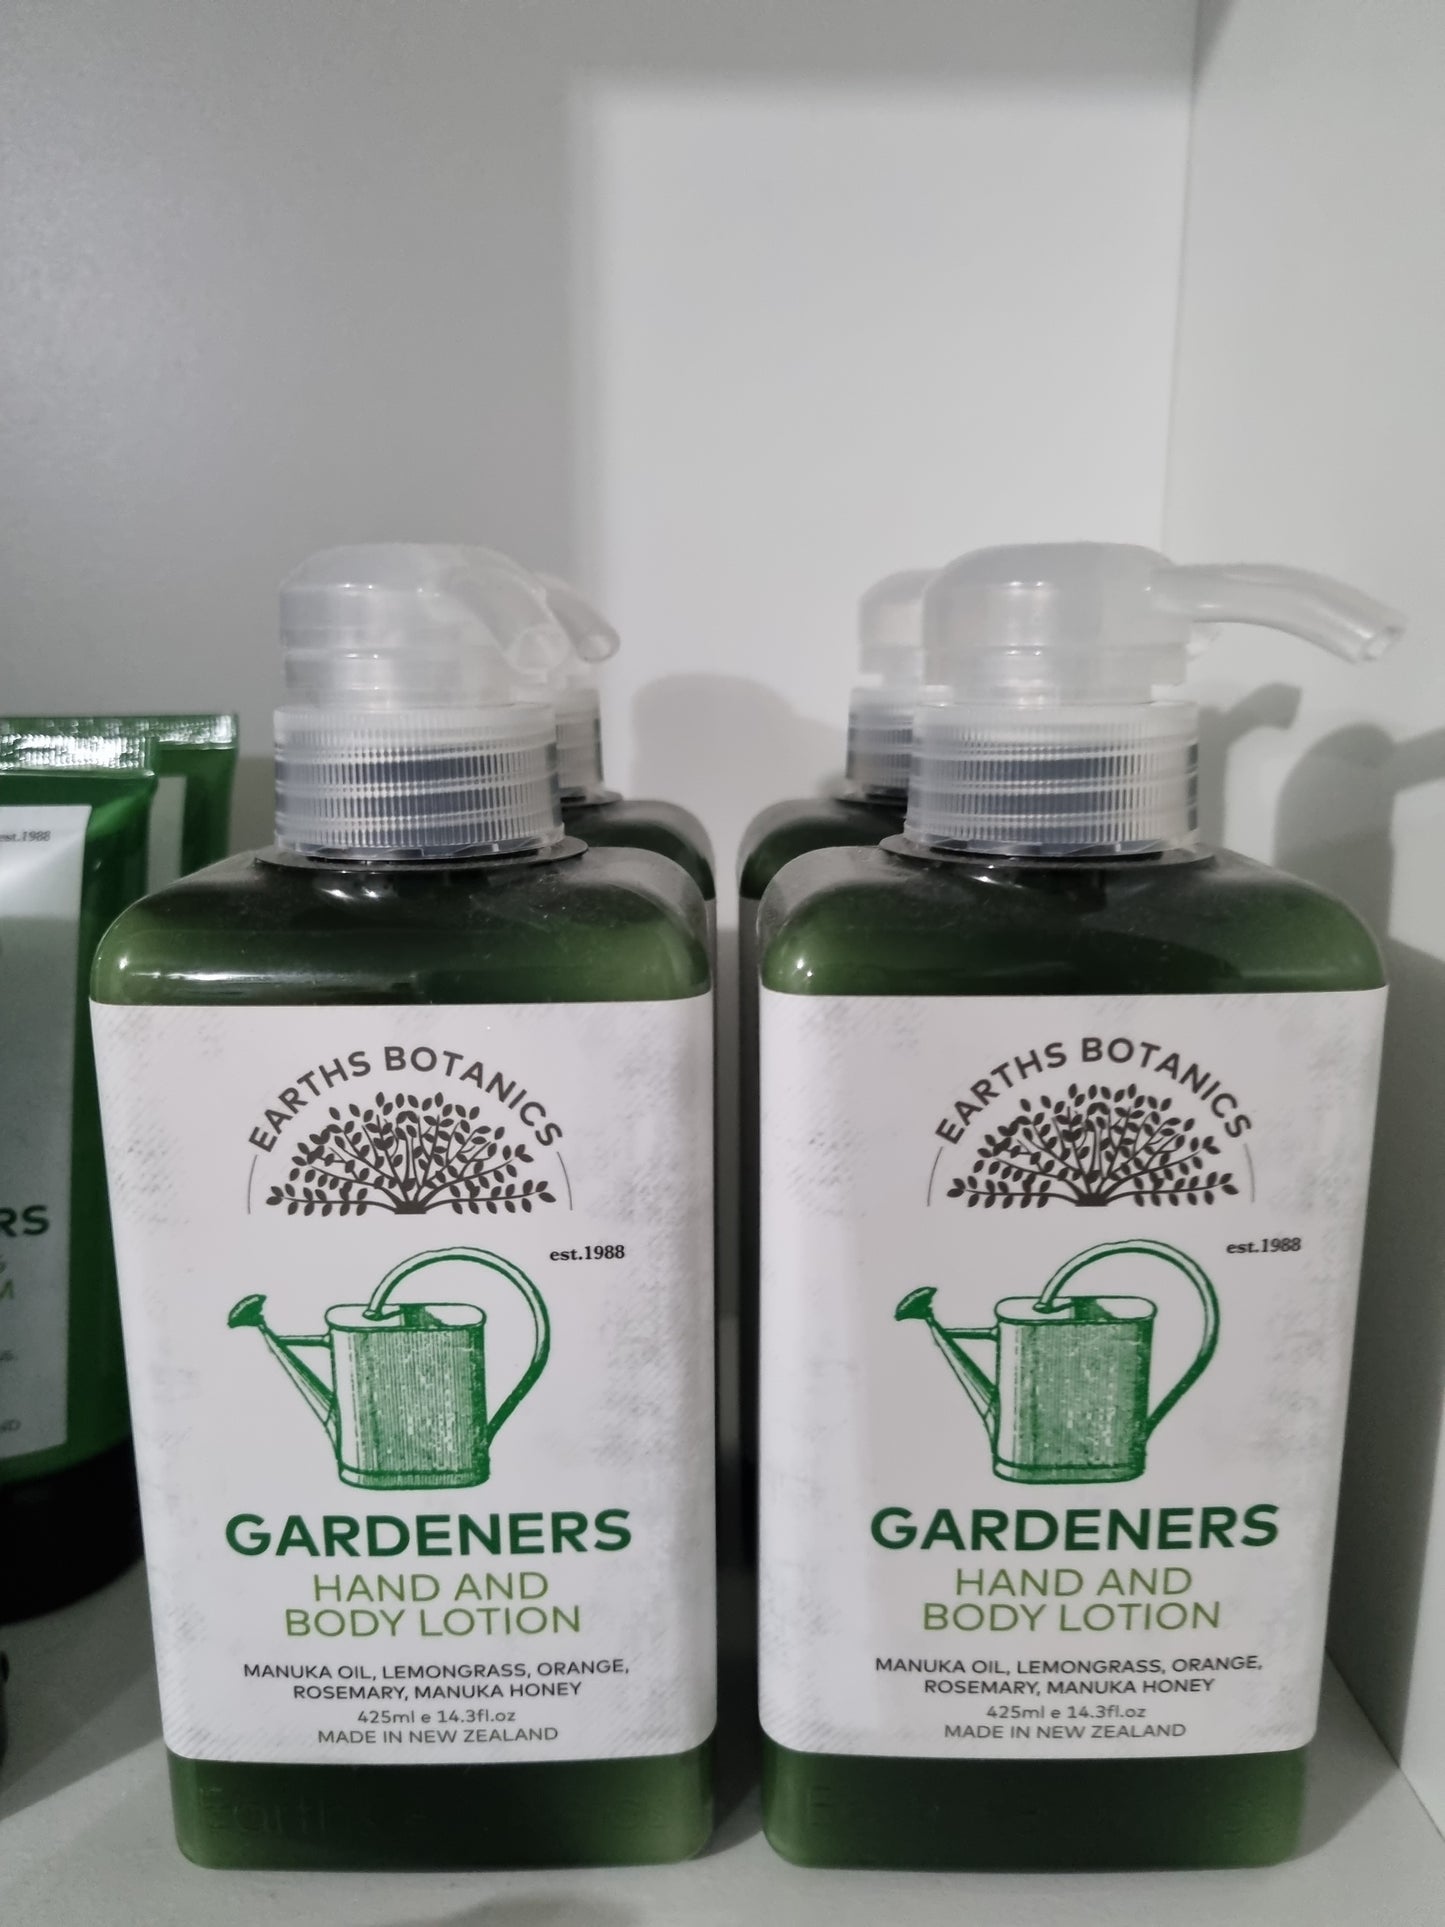 est.1988
ERS
EARTHS BOTANICS
est.1988
GARDENERS
HAND AND
BODY LOTION
MANUKA OIL, LEMONGRASS, ORANGE,
ROSEMARY, MANUKA HONEY
425ml e 14.3fl.oz
MADE IN NEW ZEALAND
EARTHS BOTANICS
est.1988
GARDENERS
HAND AND
BODY LOTION
MANUKA OIL, LEMONGRASS, ORANGE,
ROSEMARY, MANUKA HONEY
425ml e 14.3fl.oz
MADE IN NEW ZEALAND